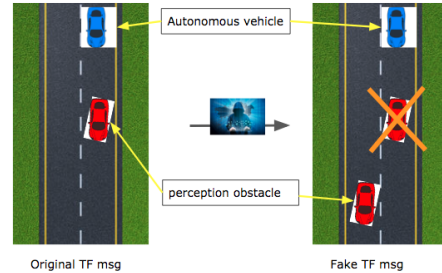 Autonomous vehicle
perception obstacle
Original TF msg
Fake TF msg